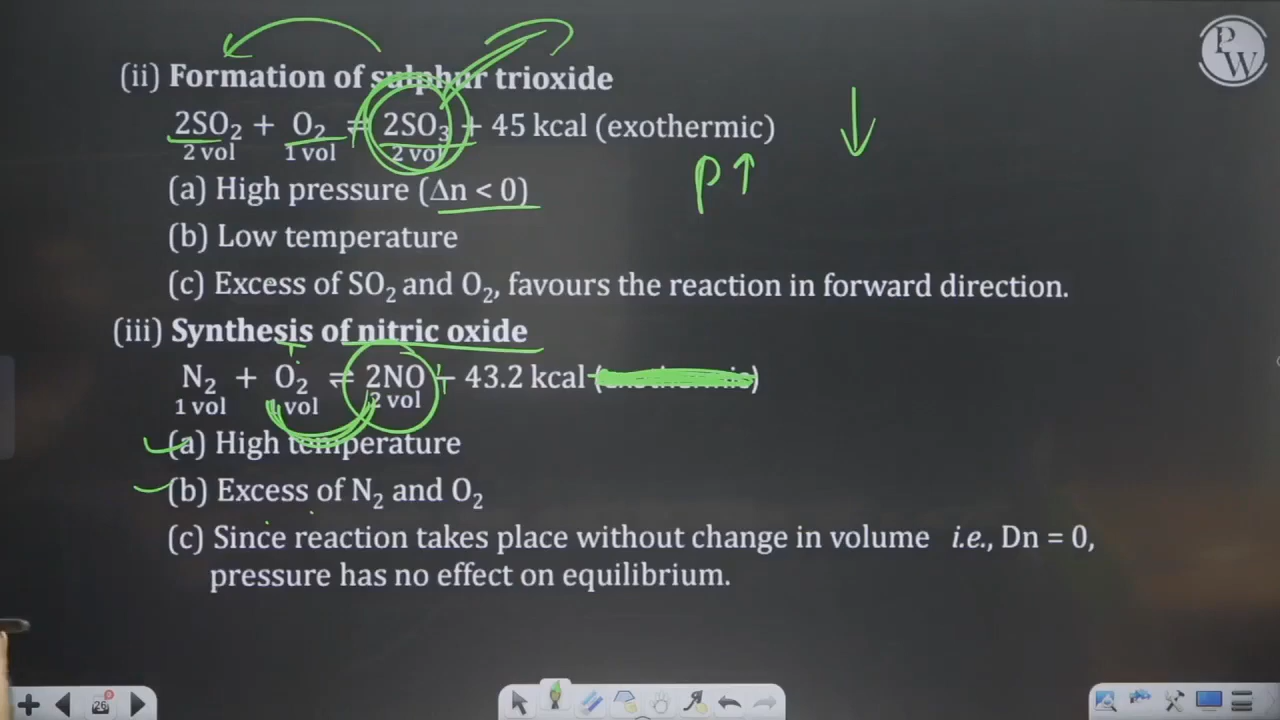 (ii) Formation of sulphur trioxide
2SO₂ + O₂ ⇌ 2SO₃ + 45 kcal (exothermic)
2 vol 1 vol 2 vol
(a) High pressure (Δn < 0)
P↑
(b) Low temperature
(c) Excess of SO₂ and O₂, favours the reaction in forward direction.
(iii) Synthesis of nitric oxide
N₂ + O₂ ⇌ 2NO 43.2 kcal
1 vol 1 vol 2 vol
(a) High temperature
(b) Excess of N₂ and O₂
(c) Since reaction takes place without change in volume i.e., Dn = 0,
pressure has no effect on equilibrium.
PW
26